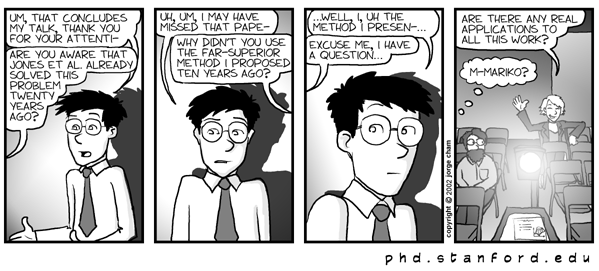 UM, THAT CONCLUDES
MY TALK, THANK YOU
FOR YOUR ATTENTI-
ARE YOU AWARE THAT
JONES ET AL. ALREADY
SOLVED THIS
PROBLEM
TWENTY
YEARS
AGO?
UH, UM, I MAY HAVE
MISSED THAT PAPE-
WHY DIDN'T YOU USE
THE FAR-SUPERIOR
METHOD I PROPOSED
TEN YEARS AGO?
...WELL, I, UH THE
METHOD I PRESEN-...
EXCUSE ME, I HAVE
A QUESTION...
copyright © 2002 jorge cham
ARE THERE ANY REAL
APPLICATIONS TO
ALL THIS WORK?
M-MARIKO?
phd.stanford.edu